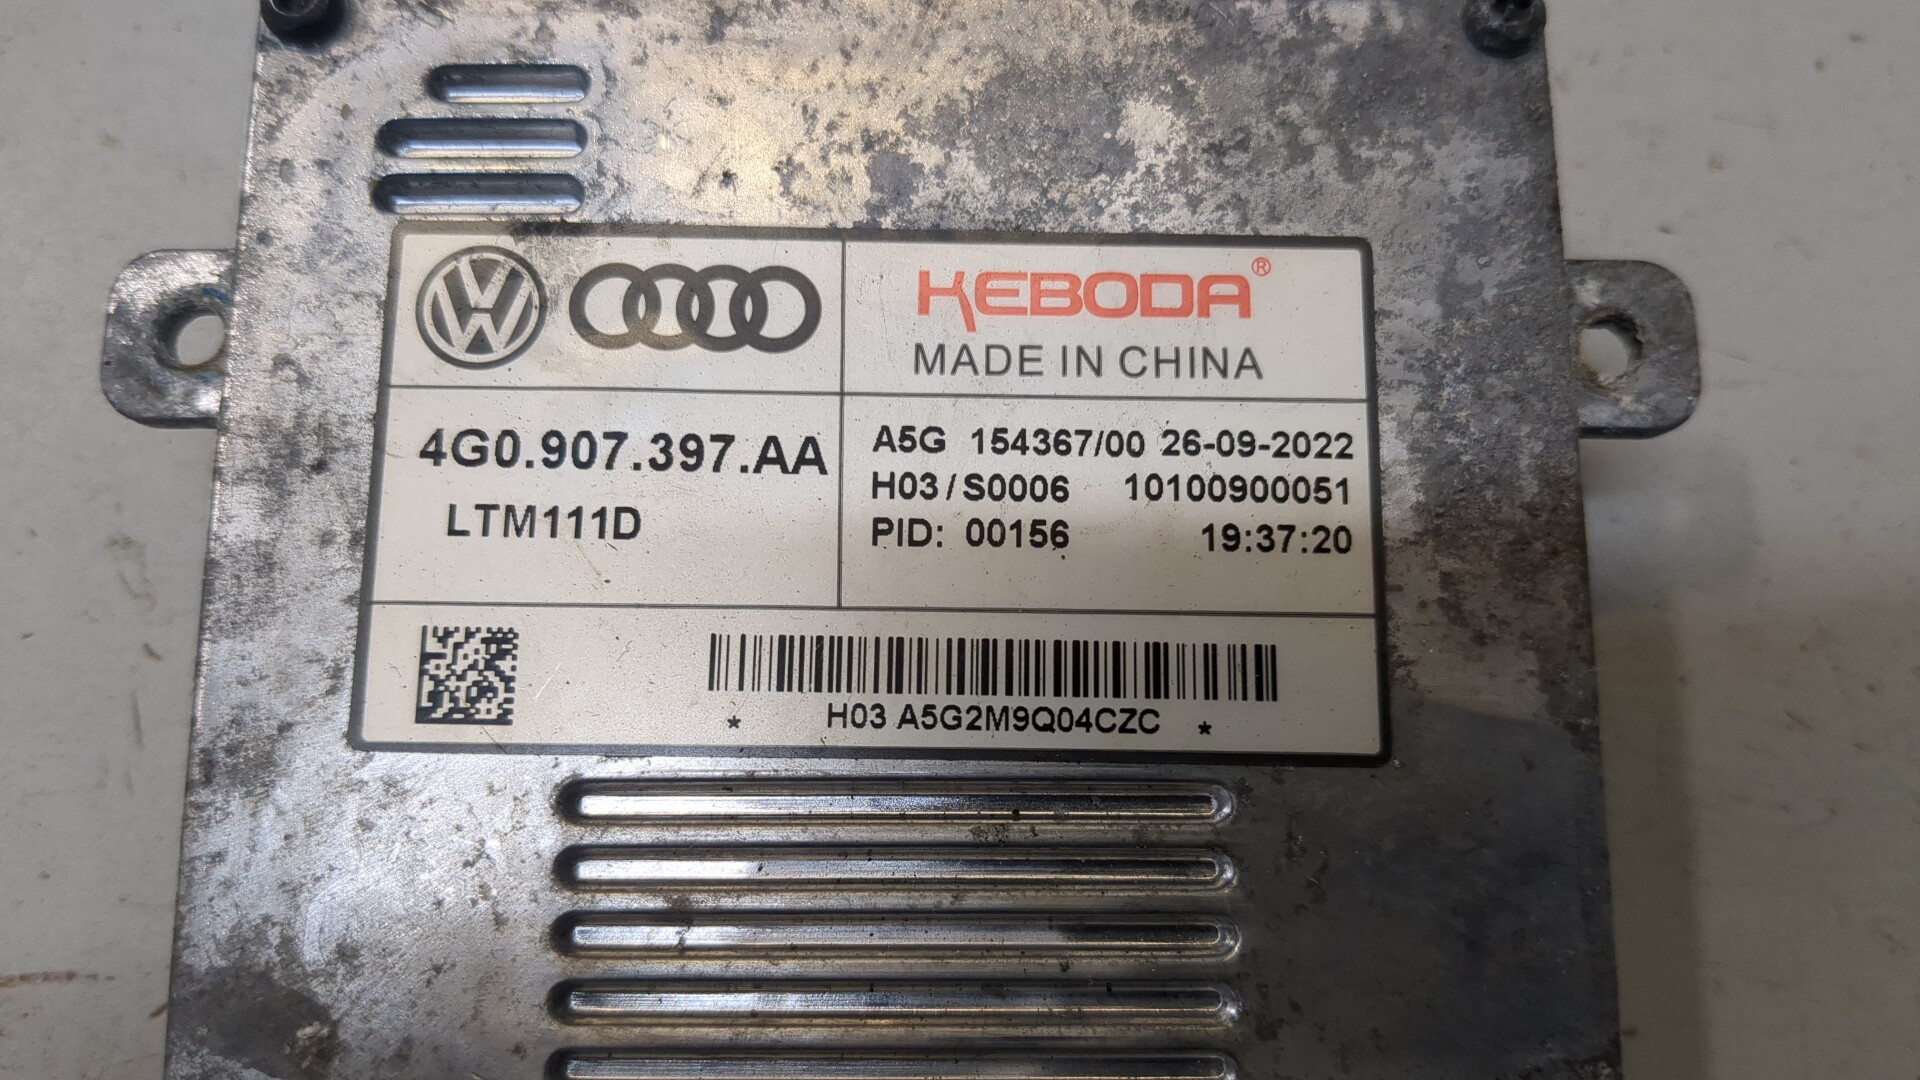 KEBODA®
MADE IN CHINA
4G0.907.397.AA
LTM111D
A5G 154367/00 26-09-2022
H03/S0006 10100900051
PID: 00156 19:37:20
* H03 A5G2M9Q04CZC *